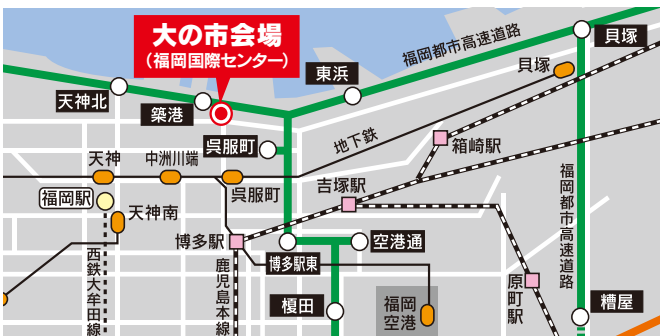 大の市会場
(福岡国際センター)
福岡都市高速道路
貝塚
貝塚
東浜
天神北
築港
呉服町
地下鉄
箱崎駅
天神
中洲川端
呉服町
吉塚駅
福岡都市高速道路
福岡駅
天神南
博多駅
空港通
博多駅東
西鉄大牟田線
鹿児島本線
榎田
福岡
空港
原町駅
糟屋